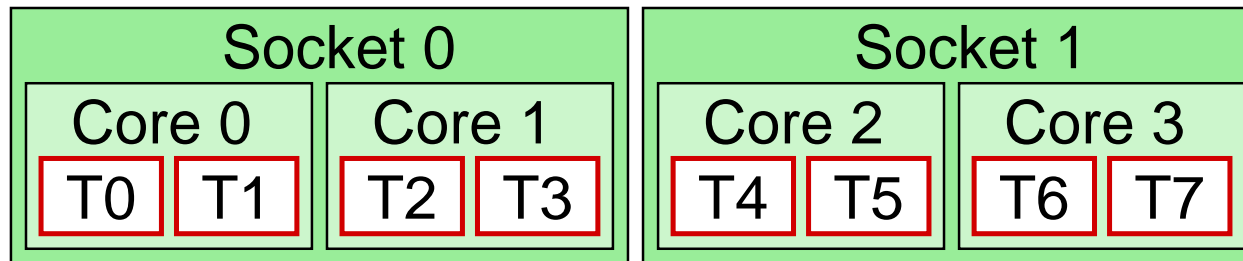 Socket 0 Socket 1
Core 0 Core 1 Core 2 Core 3
T0 T1 T2 T3 T4 T5 T6 T7